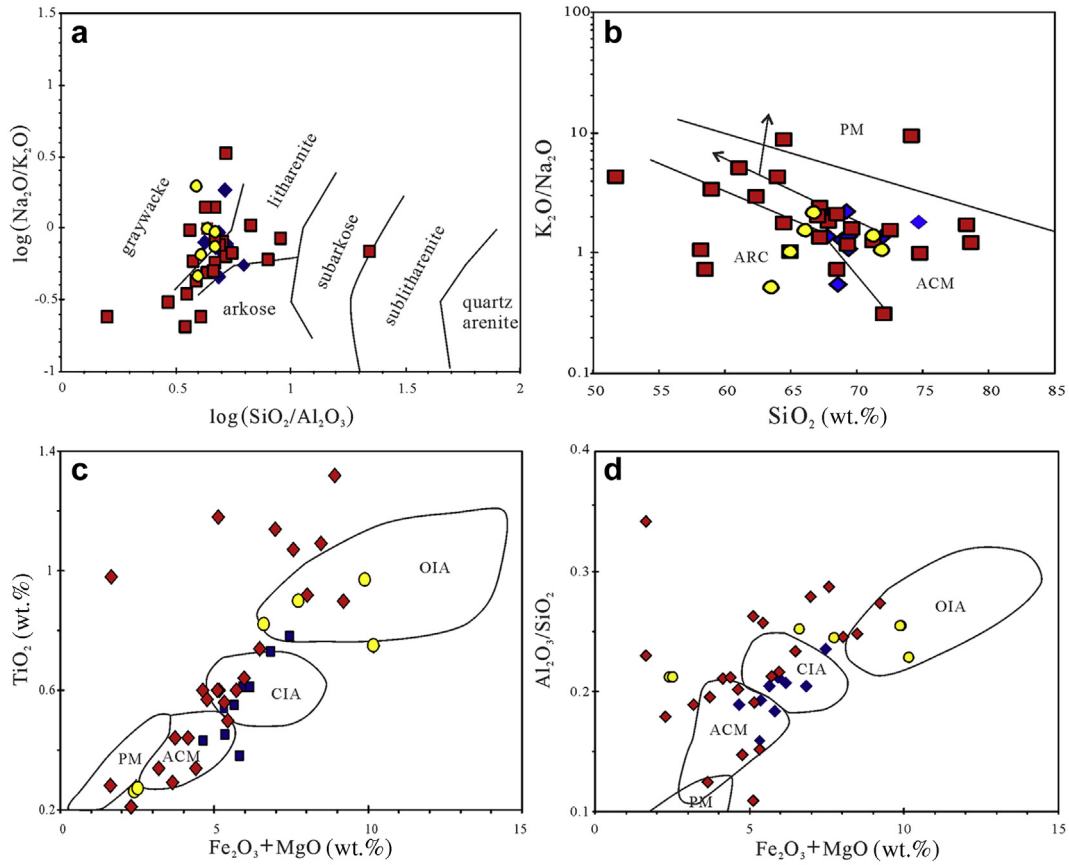 a
1.5
1
0.5
0
-0.5
-1
log(Na₂O/K₂O)
graywacke
litharenite
subarkose
sublitharenite
arkose
quartz
arenite
0
0.5
1
1.5
2
log(SiO₂/Al₂O₃)
b
100
10
1
0.1
K₂O/Na₂O
PM
ARC
ACM
50
55
60
65
70
75
80
85
SiO₂ (wt.%)
c
1.4
1
0.6
0.2
TiO₂ (wt.%)
OIA
CIA
PM
ACM
0
5
10
15
Fe₂O₃+MgO (wt.%)
d
0.4
0.3
0.2
0.1
Al₂O₃/SiO₂
OIA
CIA
ACM
PM
0
5
10
15
Fe₂O₃+MgO (wt.%)